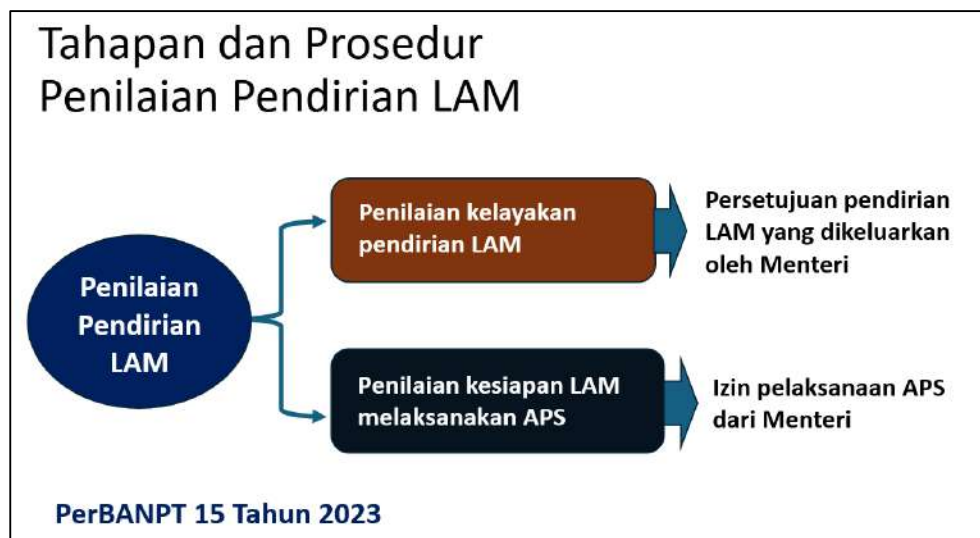 Tahapan dan Prosedur
Penilaian Pendirian LAM
Penilaian
Pendirian
LAM
Penilaian kelayakan
pendirian LAM
Persetujuan pendirian
LAM yang dikeluarkan
oleh Menteri
Penilaian kesiapan LAM
melaksanakan APS
Izin pelaksanaan APS
dari Menteri
PerBANPT 15 Tahun 2023